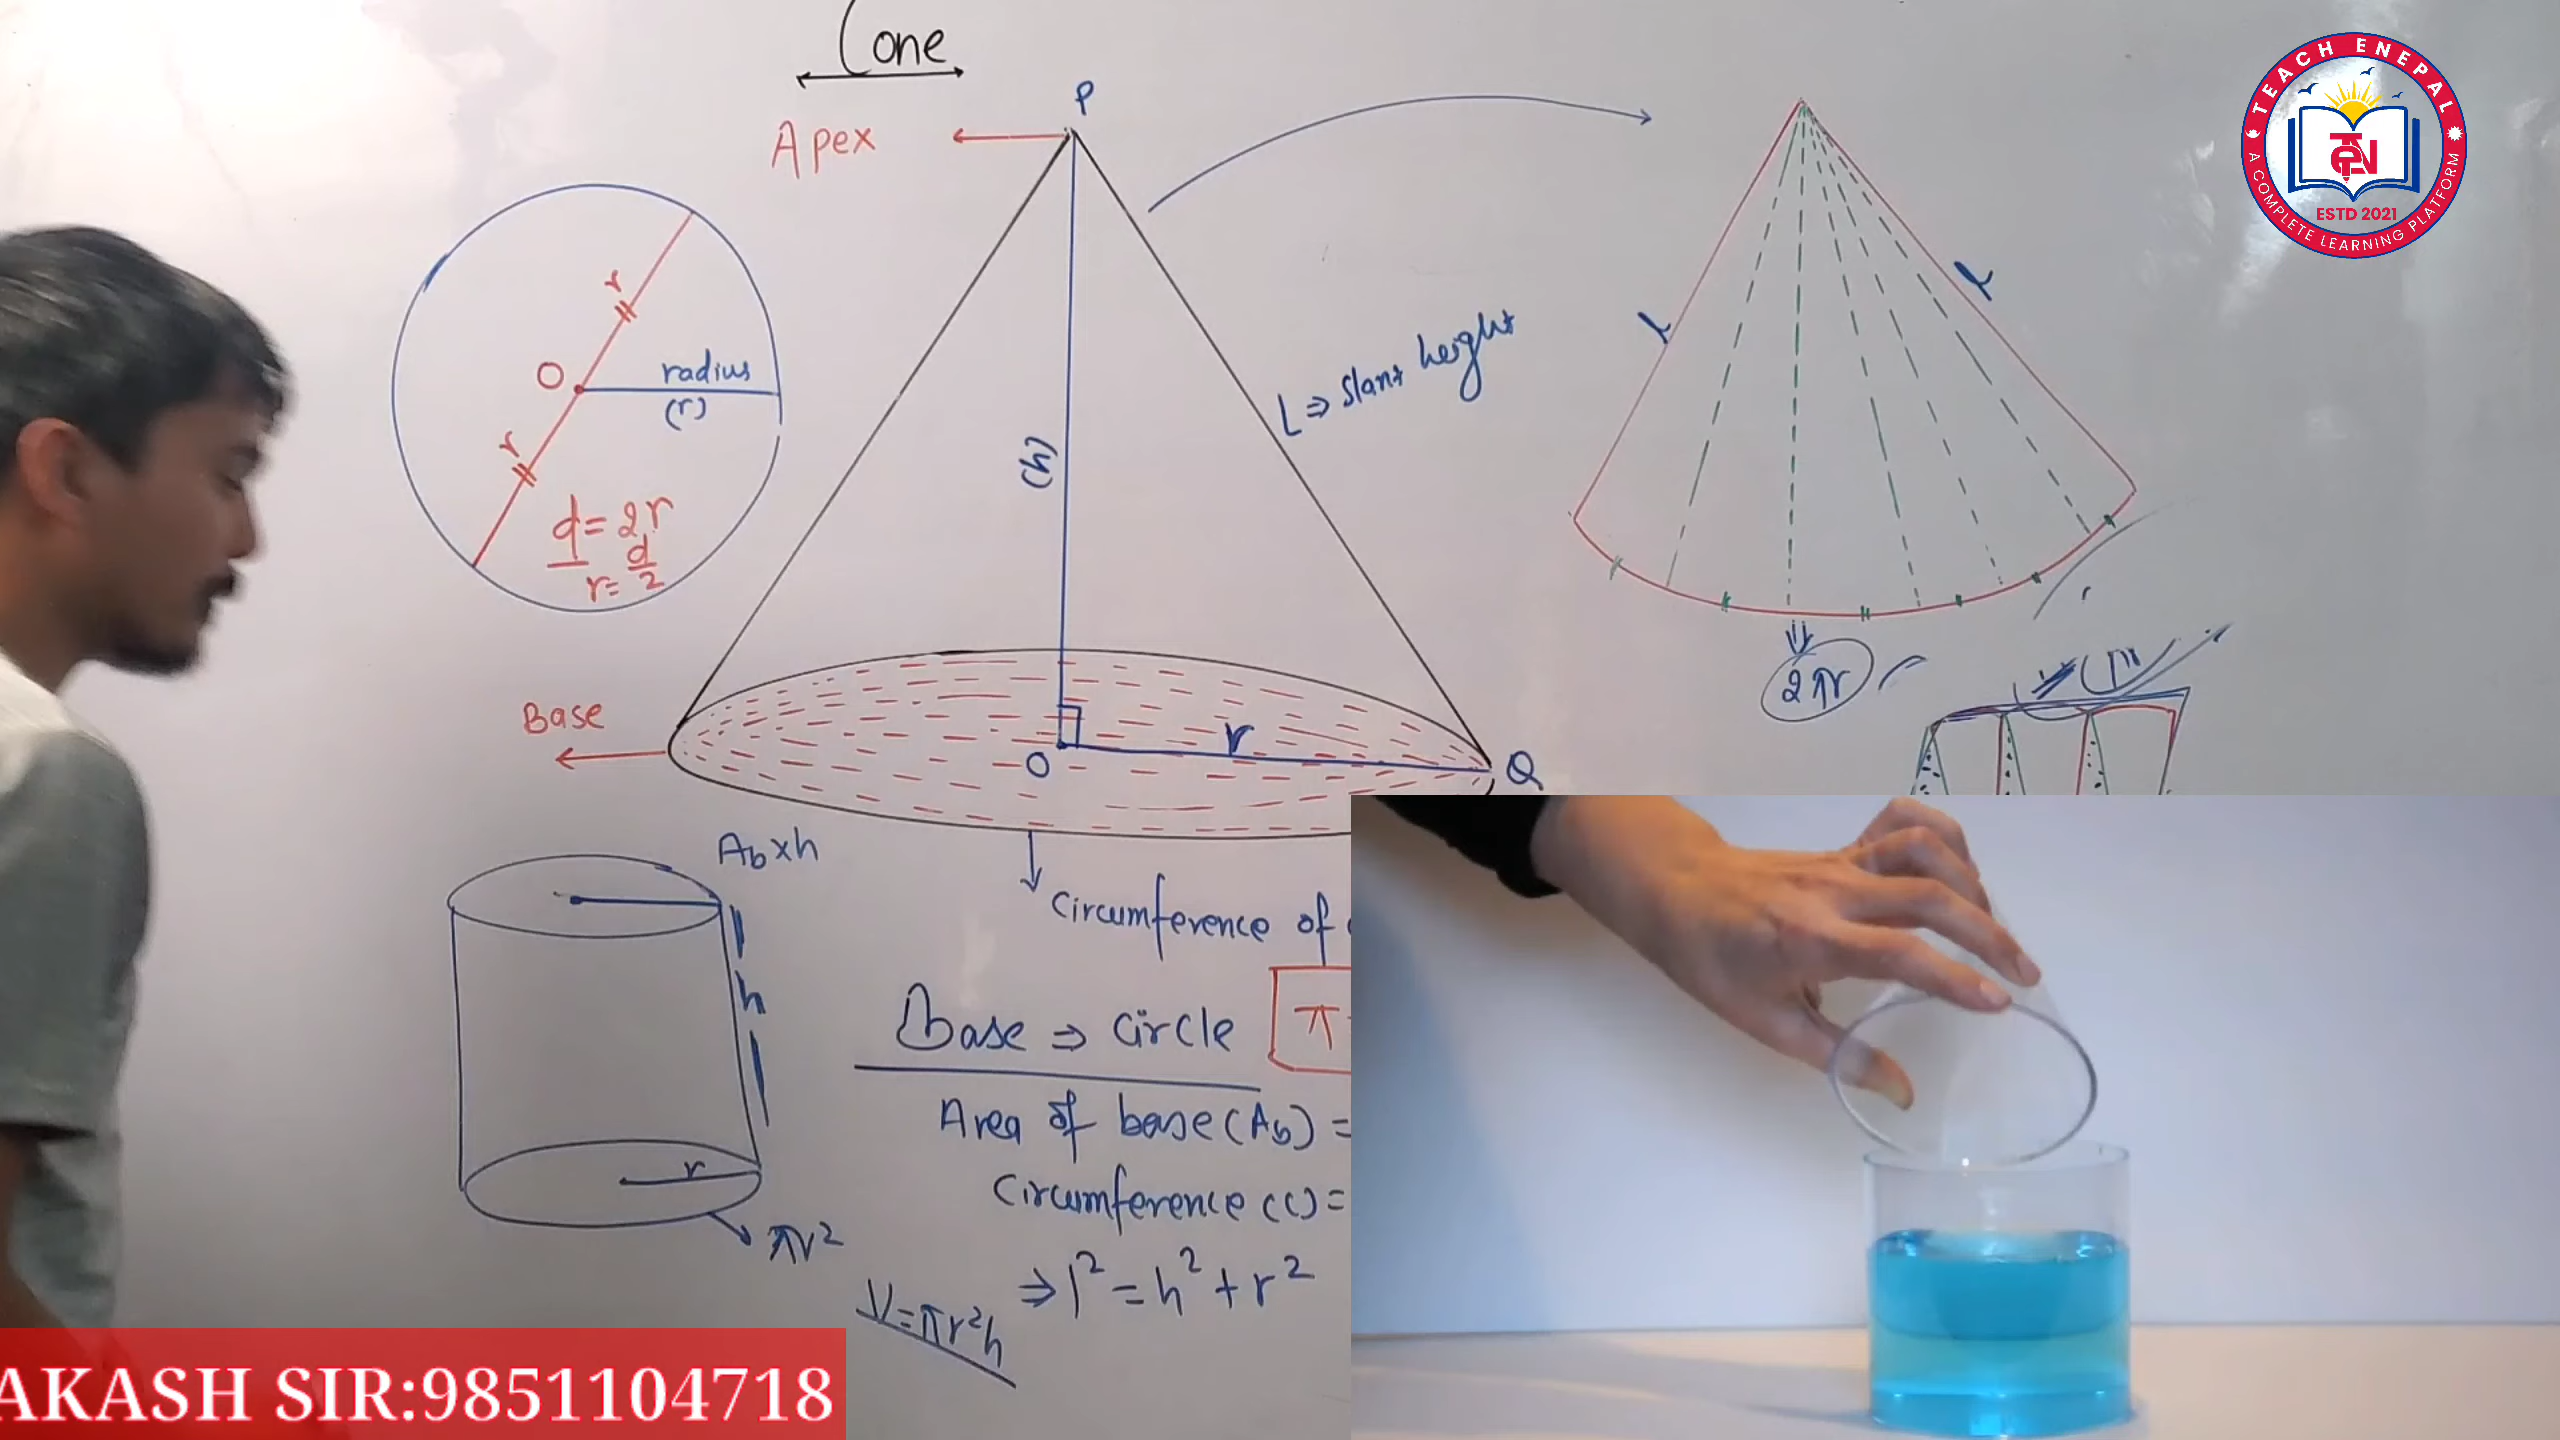 Cone
P
Apex
r
O
radius
(r)
r
d = 2r
r = d/2
(h)
L ⇒ slant height
l
l
2πr
Base
r
O
Q
Ab×h
h
r
πr²
V=πr²h
Circumference of
Base ⇒ Circle
π
Area of base (Ab) =
Circumference (C) =
⇒ l² = h² + r²
TEACH ENEPAL
TEN
ESTD 2021
A COMPLETE LEARNING PLATFORM
AKASH SIR:9851104718